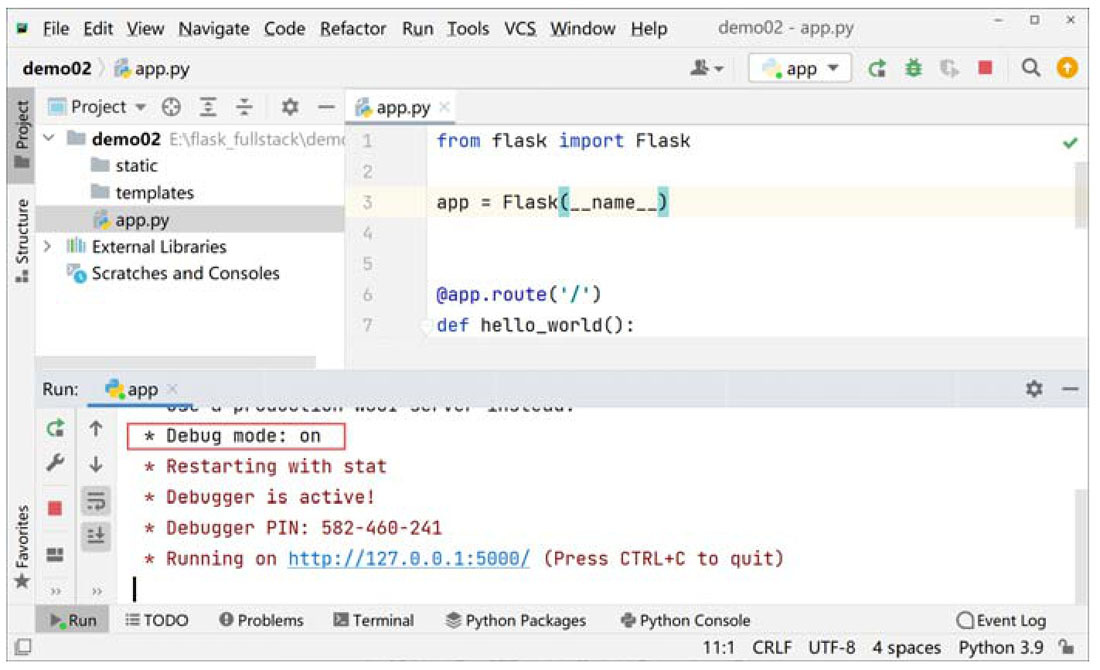 File Edit View Navigate Code Refactor Run Tools VCS Window Help demo02 - app.py
demo02 app.py app
Project
Project app.py
demo02 E:\flask_fullstack\demo
static
templates
app.py
External Libraries
Scratches and Consoles
Structure
1 from flask import Flask
2
3 app = Flask(__name__)
4
5
6 @app.route('/')
7 def hello_world():
Run: app
Use a production WSGI server instead.
* Debug mode: on
* Restarting with stat
* Debugger is active!
* Debugger PIN: 582-460-241
* Running on http://127.0.0.1:5000/ (Press CTRL+C to quit)
Favorites
Run TODO Problems Terminal Python Packages Python Console Event Log
11:1 CRLF UTF-8 4 spaces Python 3.9